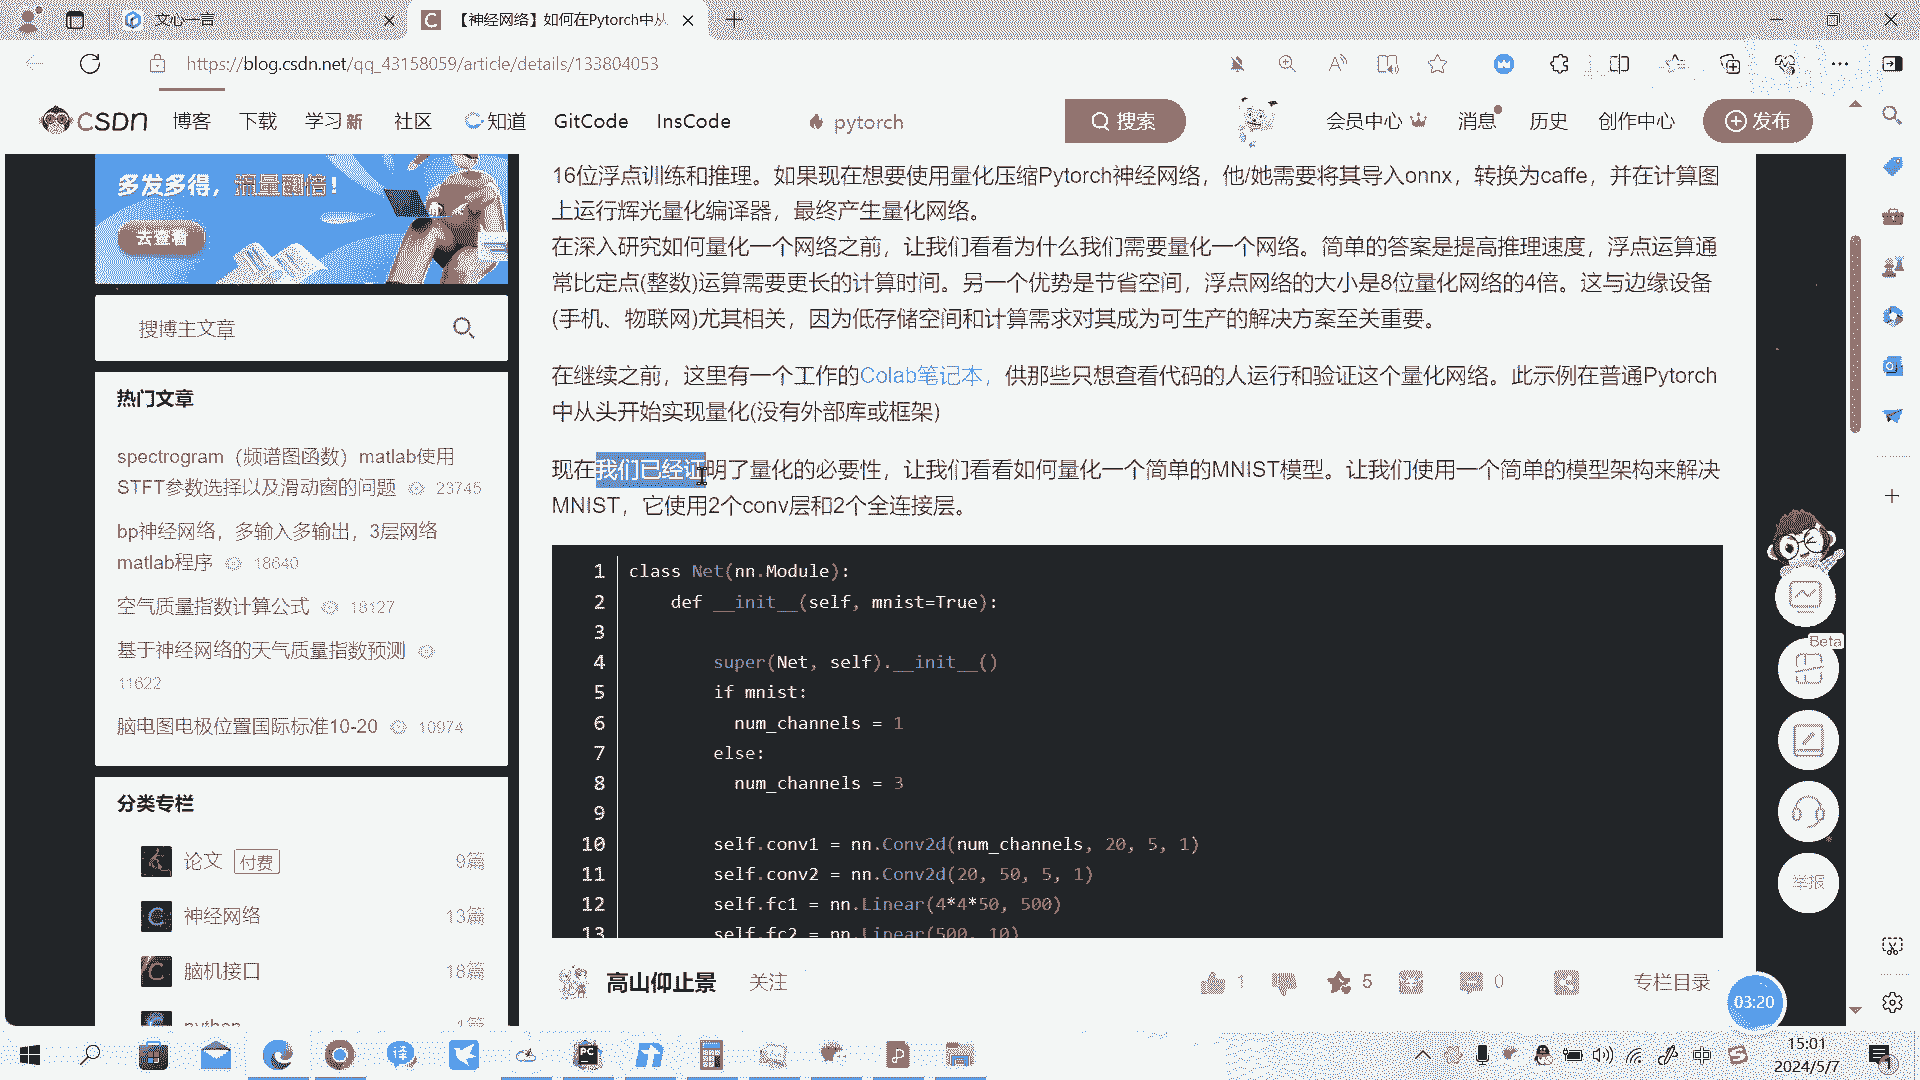 文心一言
【神经网络】如何在Pytorch中从
https://blog.csdn.net/qq_43158059/article/details/133804053
CSDN 博客 下载 学习新 社区 知道 GitCode InsCode pytorch 搜索 会员中心 消息 历史 创作中心 发布
多发多得，流量翻倍！
去查看
搜博主文章
热门文章
spectrogram（频谱图函数）matlab使用
STFT参数选择以及滑动窗的问题 23745
bp神经网络，多输入多输出，3层网络
matlab程序 18640
空气质量指数计算公式 18127
基于神经网络的天气质量指数预测
11622
脑电图电极位置国际标准10-20 10974
分类专栏
论文 付费 9篇
神经网络 13篇
脑机接口 18篇
python 1篇
16位浮点训练和推理。如果现在想要使用量化压缩Pytorch神经网络，他/她需要将其导入onnx，转换为caffe，并在计算图
上运行辉光量化编译器，最终产生量化网络。
在深入研究如何量化一个网络之前，让我们看看为什么我们需要量化一个网络。简单的答案是提高推理速度，浮点运算通
常比定点(整数)运算需要更长的计算时间。另一个优势是节省空间，浮点网络的大小是8位量化网络的4倍。这与边缘设备
(手机、物联网)尤其相关，因为低存储空间和计算需求对其成为可生产的解决方案至关重要。
在继续之前，这里有一个工作的Colab笔记本，供那些只想查看代码的人运行和验证这个量化网络。此示例在普通Pytorch
中从头开始实现量化(没有外部库或框架)
现在我们已经证明了量化的必要性，让我们看看如何量化一个简单的MNIST模型。让我们使用一个简单的模型架构来解决
MNIST，它使用2个conv层和2个全连接层。
1 class Net(nn.Module):
2 def __init__(self, mnist=True):
3
4 super(Net, self).__init__()
5 if mnist:
6 num_channels = 1
7 else:
8 num_channels = 3
9
10 self.conv1 = nn.Conv2d(num_channels, 20, 5, 1)
11 self.conv2 = nn.Conv2d(20, 50, 5, 1)
12 self.fc1 = nn.Linear(4*4*50, 500)
13 self.fc2 = nn.Linear(500, 10)
高山仰止景 关注 1 5 0 专栏目录
Beta
举报
03:20
中
15:01
2024/5/7